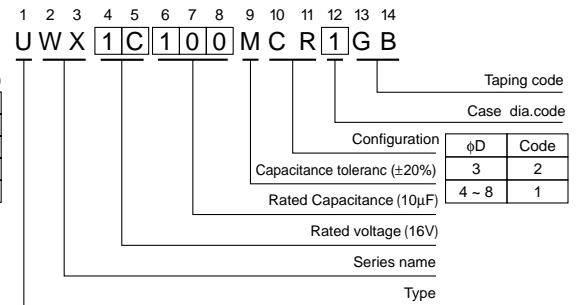 1 2 3 4 5 6 7 8 9 10 11 12 13 14
U W X 1 C 1 0 0 M C R 1 G B
Taping code
Case dia.code
Configuration
φD Code
3 2
4 ~ 8 1
Capacitance toleranc (±20%)
Rated Capacitance (10μF)
Rated voltage (16V)
Series name
Type